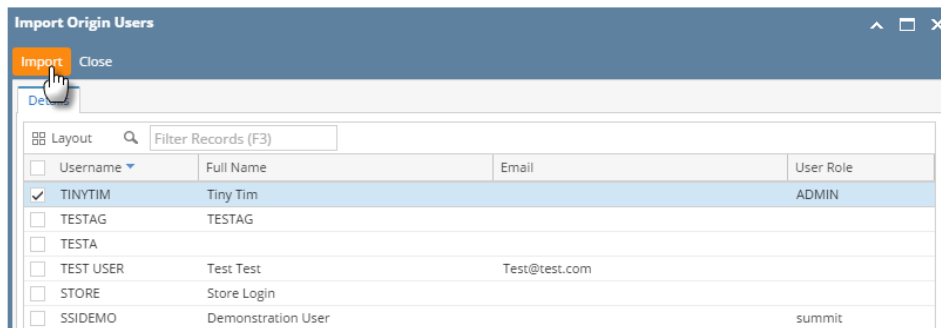 Import Origin Users
Import Close
Details
Layout Filter Records (F3)
Username Full Name Email User Role
TINYTIM Tiny Tim ADMIN
TESTAG TESTAG
TESTA
TEST USER Test Test Test@test.com
STORE Store Login
SSIDEMO Demonstration User summit